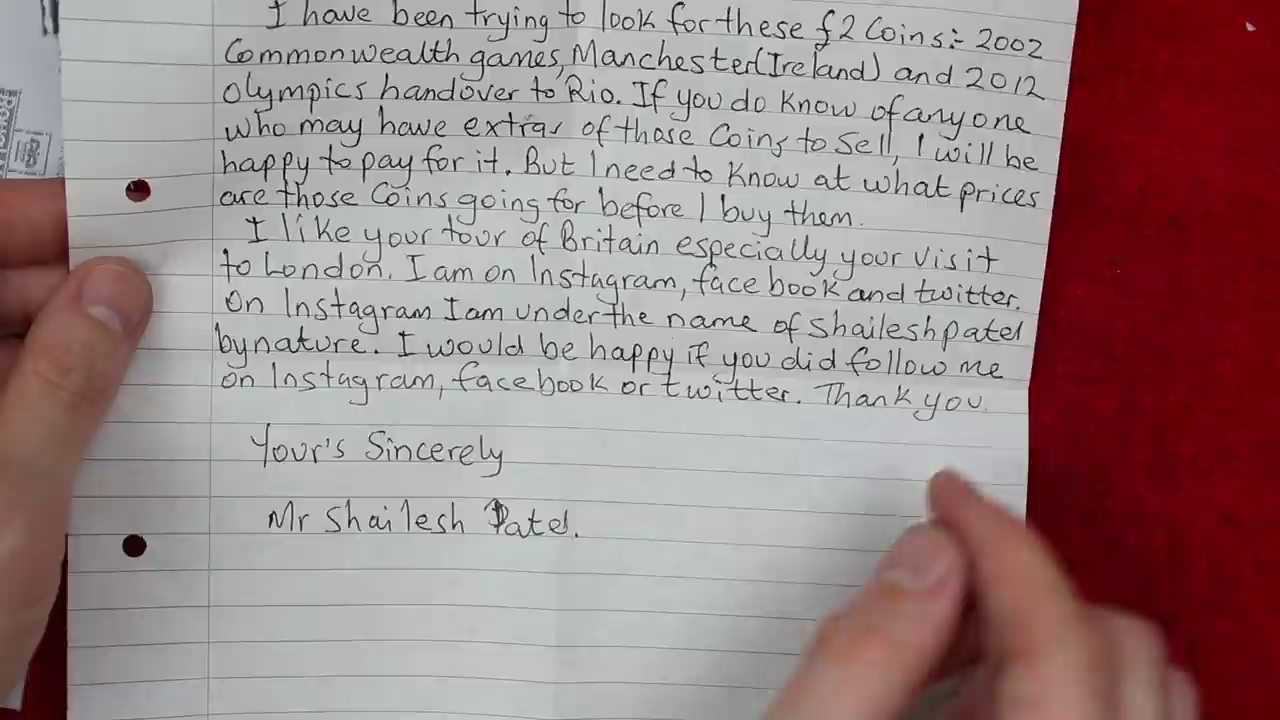 I have been trying to look for these £2 Coins:- 2002
Commonwealth games, Manchester(Ireland) and 2012
Olympics handover to Rio. If you do know of anyone
who may have extras of those Coins to sell, I will be
happy to pay for it. But I need to know at what prices
are those Coins going for before I buy them.
I like your tour of Britain especially your visit
to London. I am on Instagram, facebook and twitter.
On Instagram I am under the name of shaileshpatel
bynature. I would be happy if you did follow me
on Instagram, facebook or twitter. Thank you.
Your's Sincerely
Mr Shailesh Patel.